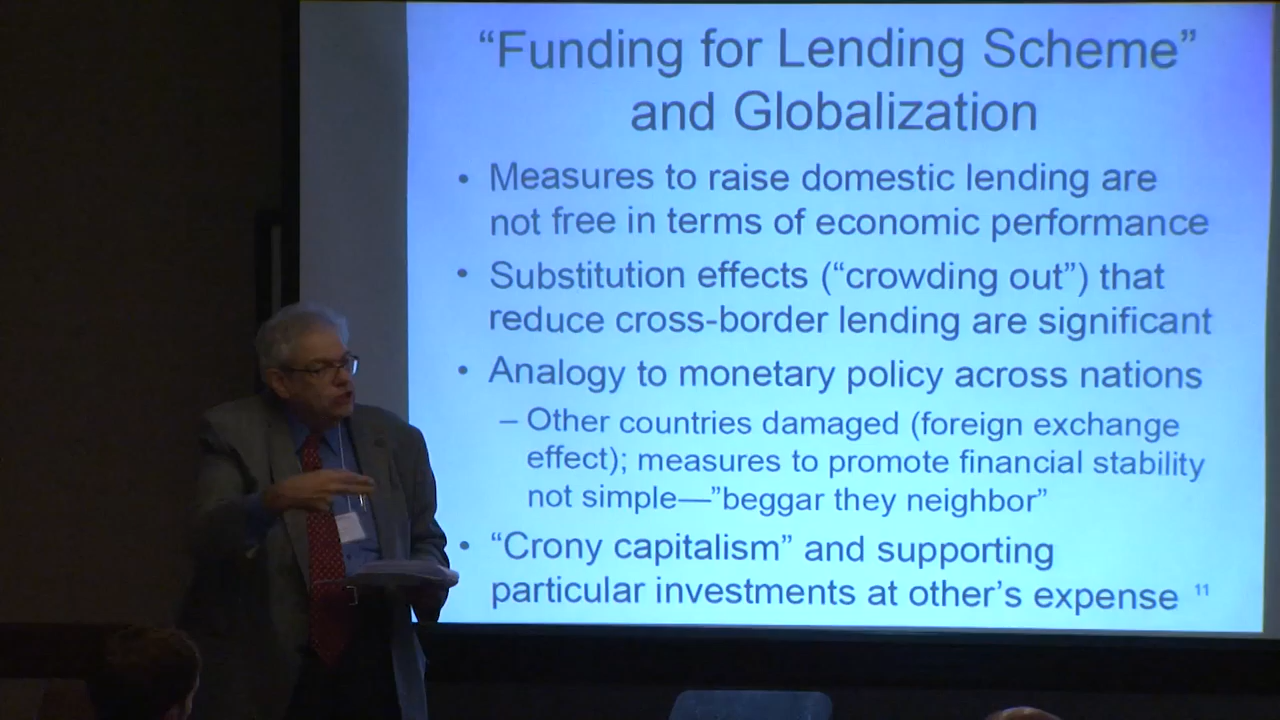 “Funding for Lending Scheme”
and Globalization
• Measures to raise domestic lending are
not free in terms of economic performance
• Substitution effects (“crowding out”) that
reduce cross-border lending are significant
• Analogy to monetary policy across nations
– Other countries damaged (foreign exchange
effect); measures to promote financial stability
not simple—”beggar they neighbor”
• “Crony capitalism” and supporting
particular investments at other’s expense 11